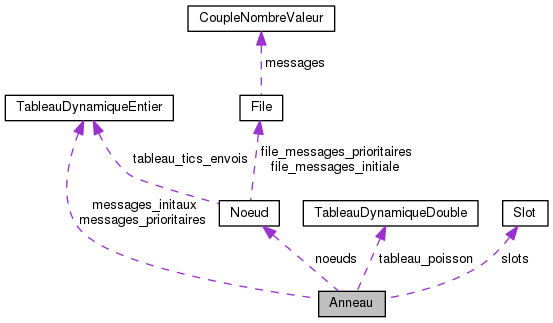 CoupleNombreValeur
messages
TableauDynamiqueEntier
File
tableau_tics_envois
file_messages_prioritaires
file_messages_initiale
messages_initaux
messages_prioritaires
Noeud
TableauDynamiqueDouble
Slot
noeuds
tableau_poisson
slots
Anneau